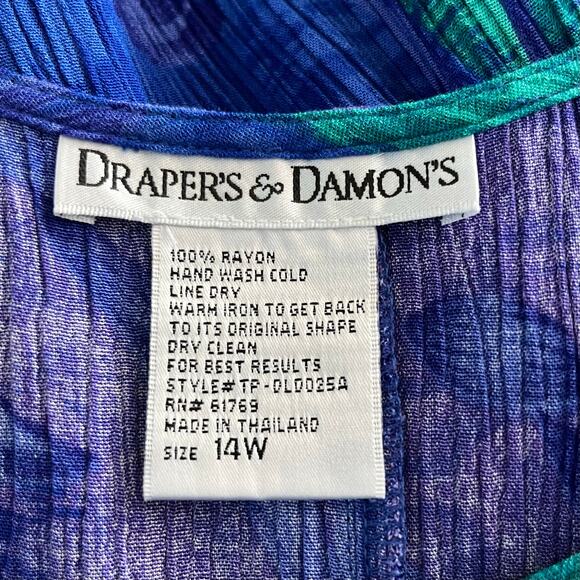 DRAPER'S & DAMON'S
100% RAYON
HAND WASH COLD
LINE DRY
WARM IRON TO GET BACK
TO ITS ORIGINAL SHAPE
DRY CLEAN
FOR BEST RESULTS
STYLE# TP-DLD025A
RN# 61769
MADE IN THAILAND
SIZE 14W